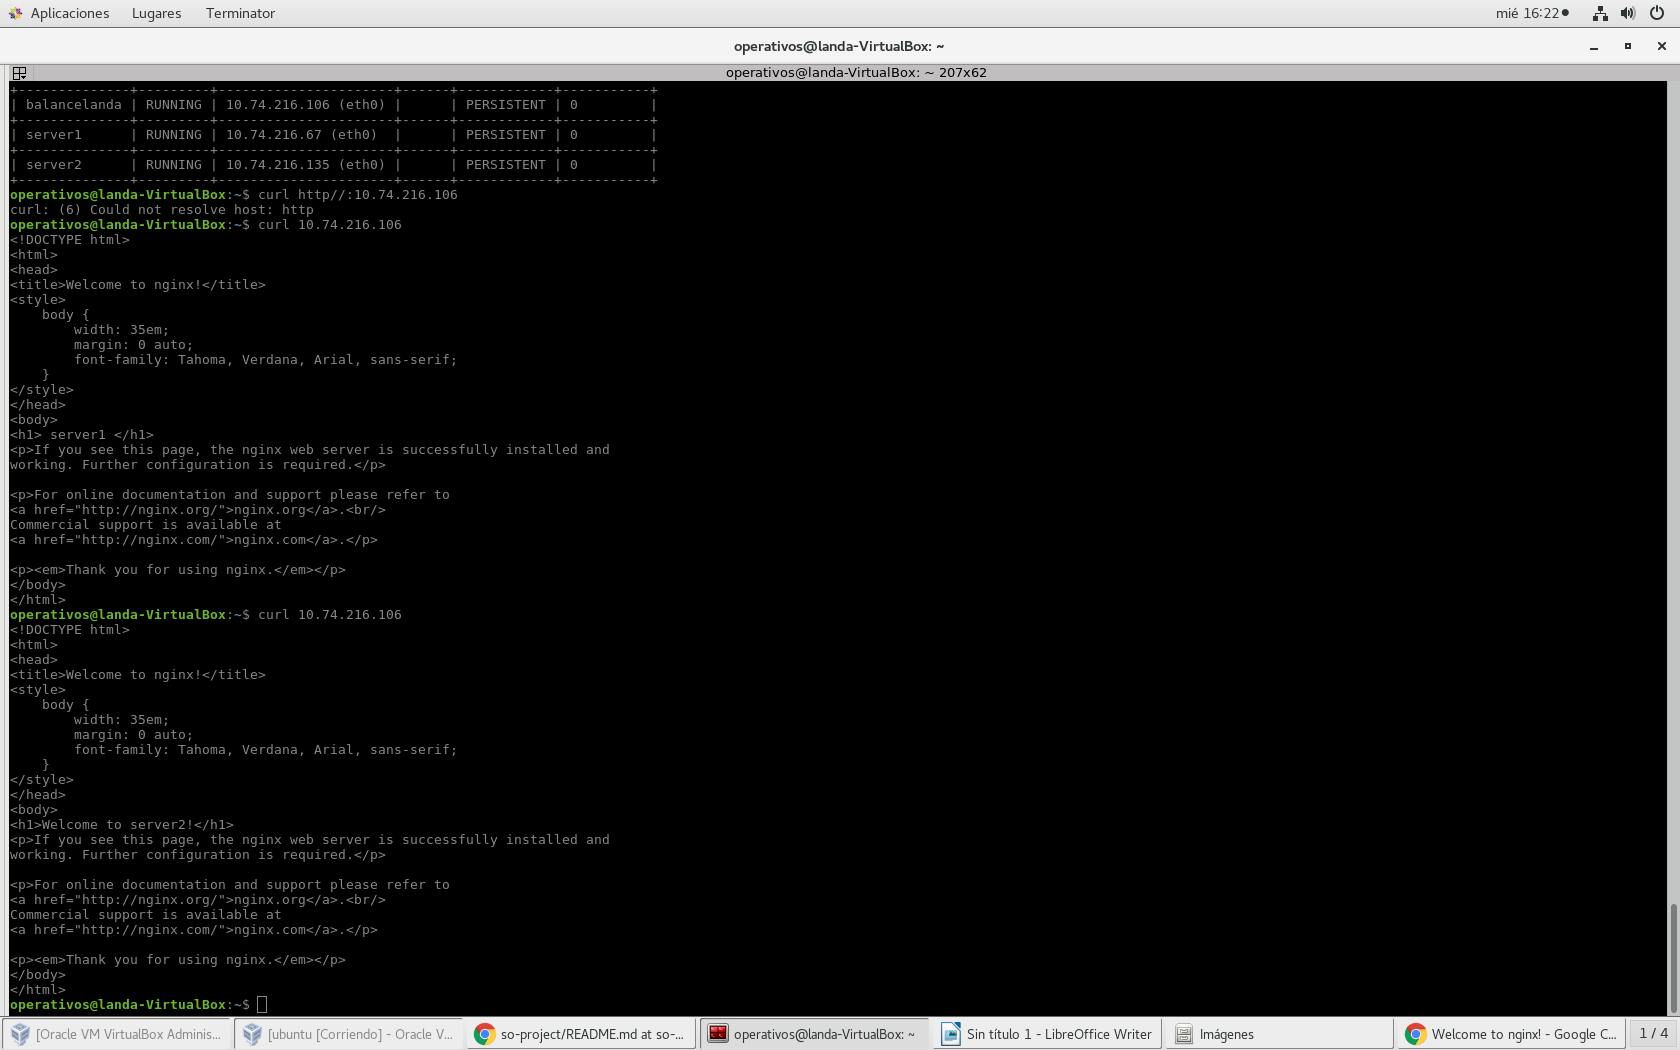 Aplicaciones Lugares Terminator mié 16:22
operativos@landa-VirtualBox: ~
operativos@landa-VirtualBox: ~ 207x62
+--------------+---------+----------------------+------+------------+-----------+
| balancelanda | RUNNING | 10.74.216.106 (eth0) |      | PERSISTENT | 0         |
+--------------+---------+----------------------+------+------------+-----------+
| server1      | RUNNING | 10.74.216.67 (eth0)  |      | PERSISTENT | 0         |
+--------------+---------+----------------------+------+------------+-----------+
| server2      | RUNNING | 10.74.216.135 (eth0) |      | PERSISTENT | 0         |
+--------------+---------+----------------------+------+------------+-----------+
operativos@landa-VirtualBox:~$ curl http//:10.74.216.106
curl: (6) Could not resolve host: http
operativos@landa-VirtualBox:~$ curl 10.74.216.106
<!DOCTYPE html>
<html>
<head>
<title>Welcome to nginx!</title>
<style>
    body {
        width: 35em;
        margin: 0 auto;
        font-family: Tahoma, Verdana, Arial, sans-serif;
    }
</style>
</head>
<body>
<h1> server1 </h1>
<p>If you see this page, the nginx web server is successfully installed and
working. Further configuration is required.</p>

<p>For online documentation and support please refer to
<a href="http://nginx.org/">nginx.org</a>.<br/>
Commercial support is available at
<a href="http://nginx.com/">nginx.com</a>.</p>

<p><em>Thank you for using nginx.</em></p>
</body>
</html>
operativos@landa-VirtualBox:~$ curl 10.74.216.106
<!DOCTYPE html>
<html>
<head>
<title>Welcome to nginx!</title>
<style>
    body {
        width: 35em;
        margin: 0 auto;
        font-family: Tahoma, Verdana, Arial, sans-serif;
    }
</style>
</head>
<body>
<h1>Welcome to server2!</h1>
<p>If you see this page, the nginx web server is successfully installed and
working. Further configuration is required.</p>

<p>For online documentation and support please refer to
<a href="http://nginx.org/">nginx.org</a>.<br/>
Commercial support is available at
<a href="http://nginx.com/">nginx.com</a>.</p>

<p><em>Thank you for using nginx.</em></p>
</body>
</html>
operativos@landa-VirtualBox:~$
[Oracle VM VirtualBox Adminis... [ubuntu [Corriendo] - Oracle V... so-project/README.md at so-... operativos@landa-VirtualBox: ~ Sin título 1 - LibreOffice Writer Imágenes Welcome to nginx! - Google C... 1 / 4